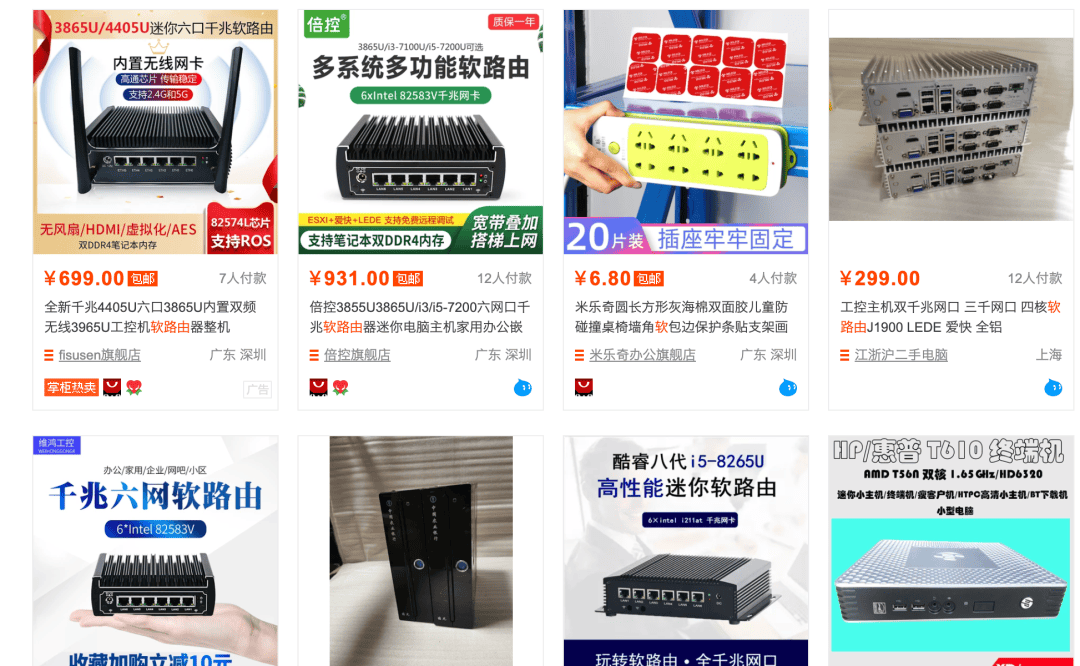 3865U/4405U迷你六口千兆软路由
内置无线网卡
高通芯片 传输稳定
支持2.4G和5G
无风扇/HDMI/虚拟化/AES
双DDR4笔记本内存
82574L芯片
支持ROS
¥699.00 包邮
7人付款
全新千兆4405U六口3865U内置双频
无线3965U工控机软路由器整机
fisusen旗舰店
广东 深圳
掌柜热卖
广告
倍控®
质保一年
3865U/i3-7100U/i5-7200U可选
多系统多功能软路由
6xIntel 82583V千兆网卡
ESXI+爱快+LEDE 支持免费远程调试
支持笔记本双DDR4内存
宽带叠加
搭梯上网
¥931.00 包邮
12人付款
倍控3855U3865U/i3/i5-7200六网口千
兆软路由器迷你电脑主机家用办公嵌
倍控旗舰店
广东 深圳
20片装
插座牢牢固定
¥6.80 包邮
4人付款
米乐奇圆长方形灰海棉双面胶儿童防
碰撞桌椅墙角软包边保护条贴支架画
米乐奇办公旗舰店
广东 深圳
¥299.00
12人付款
工控主机双千兆网口 三千网口 四核软
路由J1900 LEDE 爱快 全铝
江浙沪二手电脑
上海
维鸿工控
办公/家用/企业/网吧/小区
千兆六网软路由
6*Intel 82583V
收藏加购立减10元
酷睿八代 i5-8265U
高性能迷你软路由
6×intel i211at 千兆网卡
玩转软路由·全千兆网口
HP/惠普 T610 终端机
AMD T56N 双核 1.65GHz/HD6320
迷你小主机/终端机/瘦客户机/HTPC高清小主机/BT下载机
小型电脑